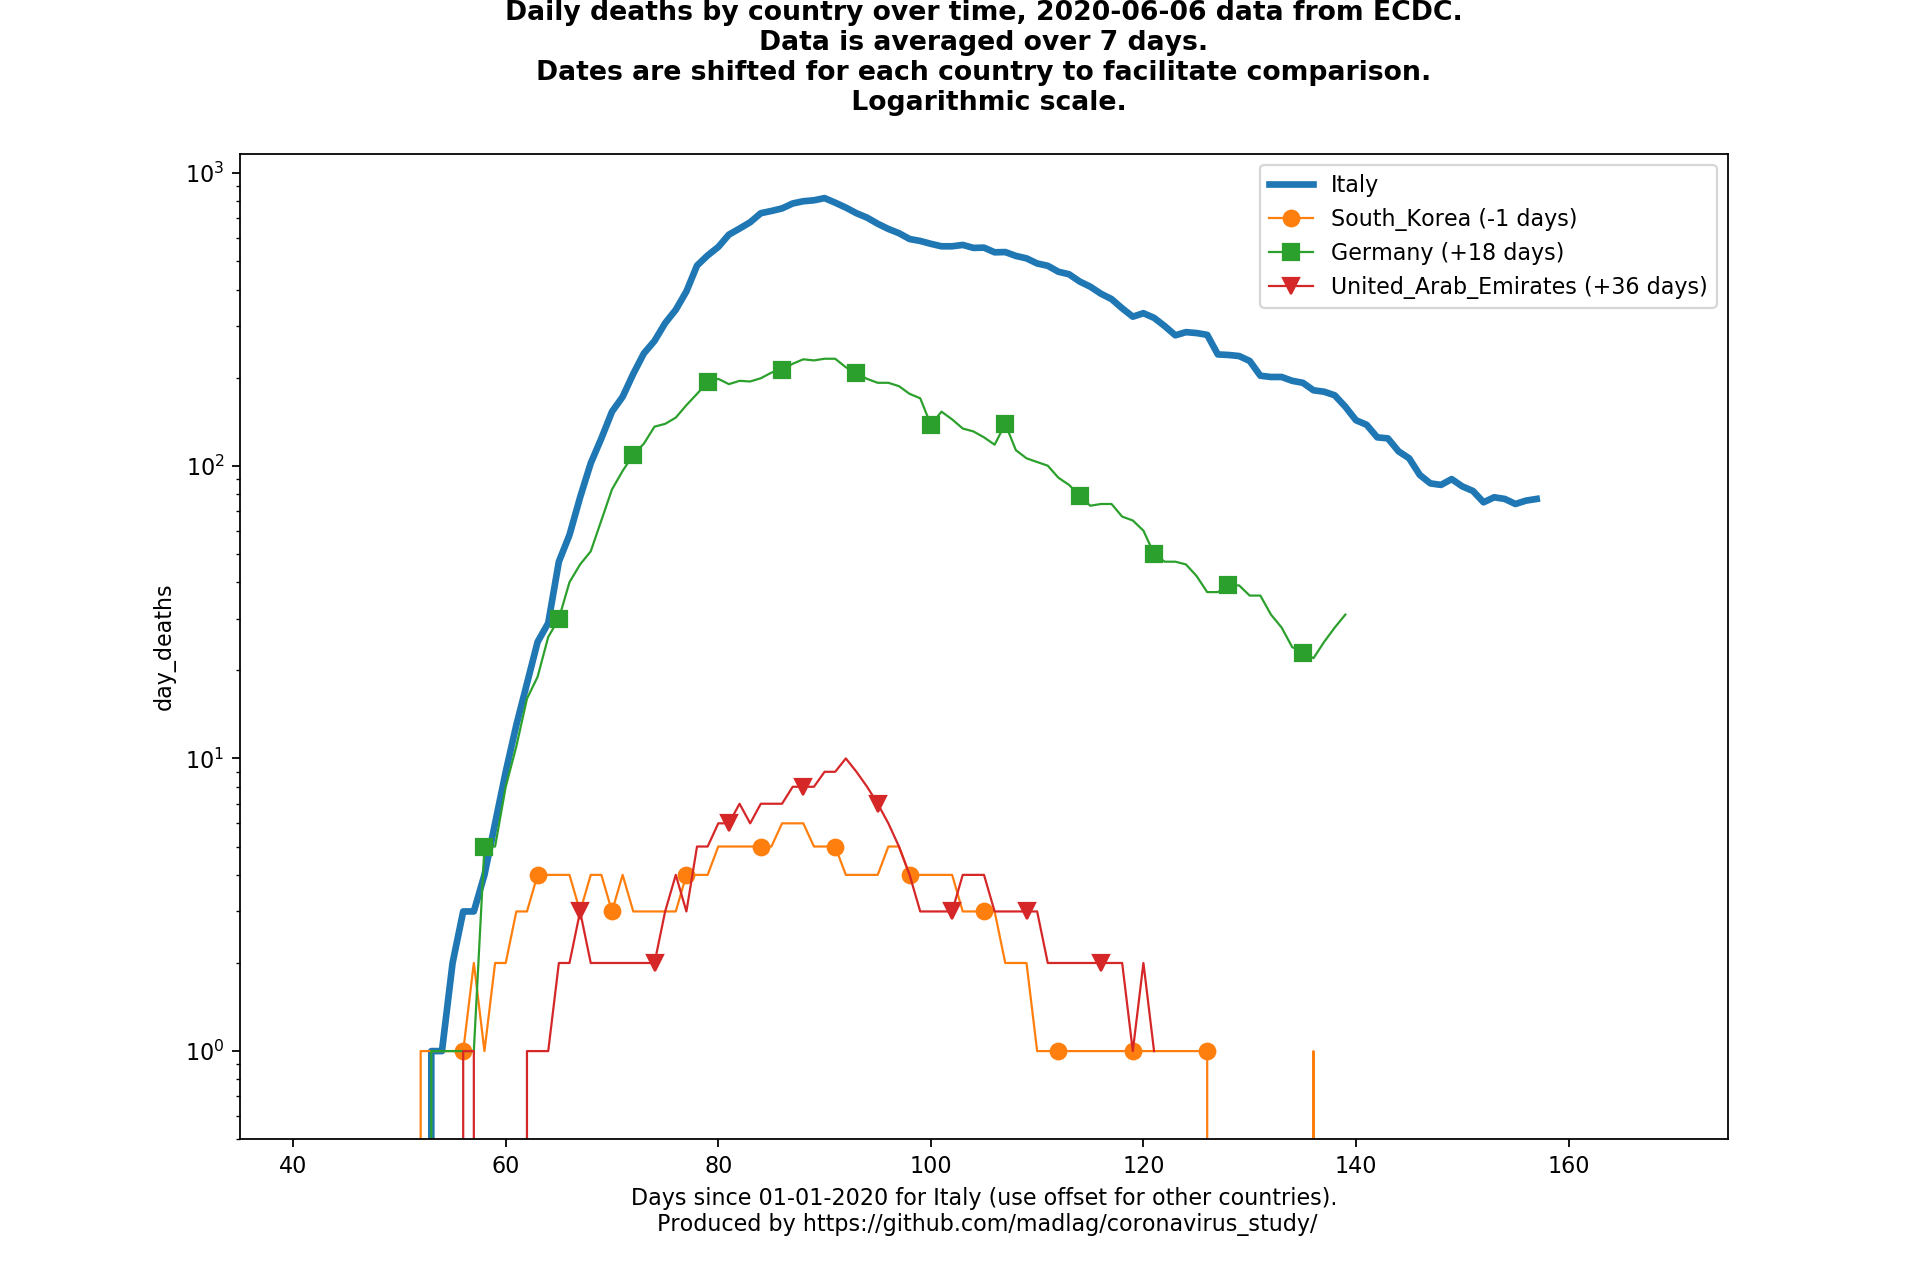 Daily deaths by country over time, 2020-06-06 data from ECDC.
Data is averaged over 7 days.
Dates are shifted for each country to facilitate comparison.
Logarithmic scale.
10³
10²
10¹
10⁰
day_deaths
Italy
South_Korea (-1 days)
Germany (+18 days)
United_Arab_Emirates (+36 days)
40 60 80 100 120 140 160
Days since 01-01-2020 for Italy (use offset for other countries).
Produced by https://github.com/madlag/coronavirus_study/